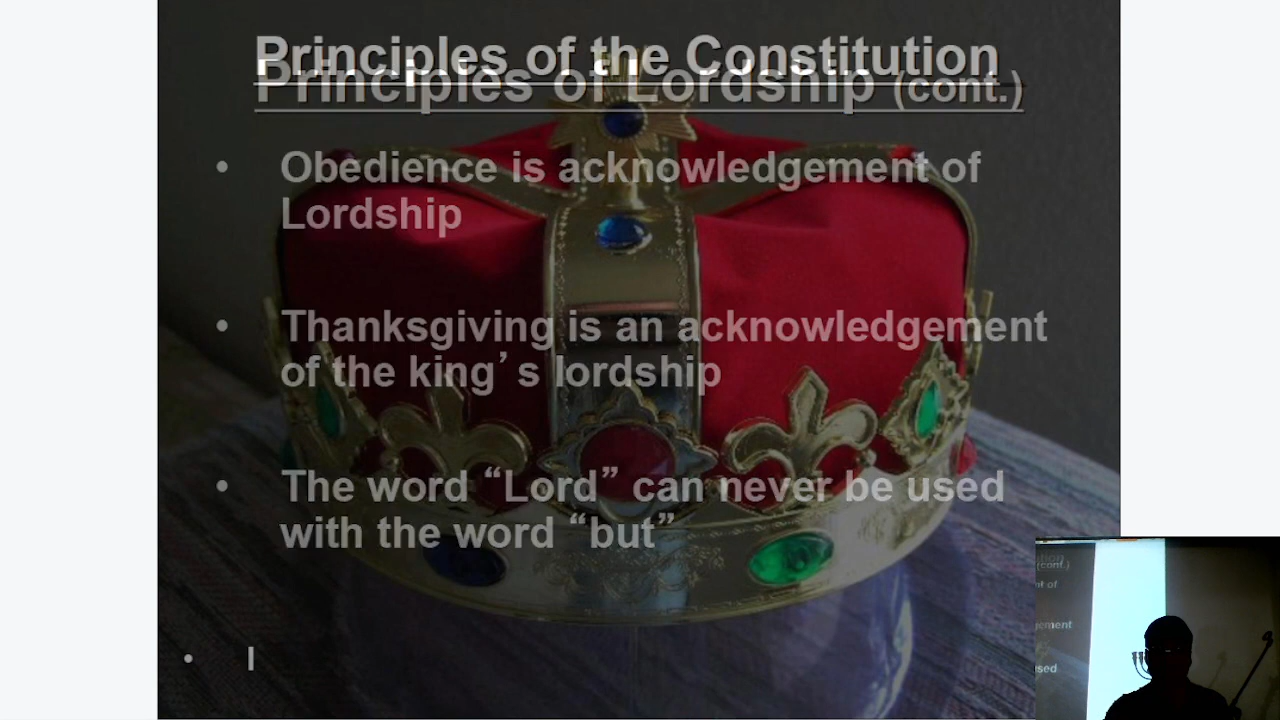 Principles of the Constitution
Principles of Lordship (cont.)
• Obedience is acknowledgement of
Lordship
• Thanksgiving is an acknowledgement
of the king’s lordship
• The word “Lord” can never be used
with the word “but”
• I
(conf.)